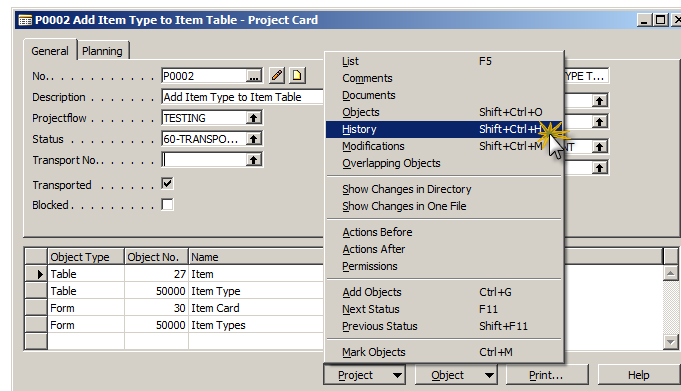 P0002 Add Item Type to Item Table - Project Card
General Planning
No.. . . . . . . . . . . . P0002 ...
YPE T...
Description . . . . . . . Add Item Type to Item Table
Projectflow . . . . . . . TESTING
Status . . . . . . . . . . 60-TRANSPO...
NT
Transport No.. . . . . .
Transported . . . . . . .
Blocked. . . . . . . . . .
List F5
Comments
Documents
Objects Shift+Ctrl+O
History Shift+Ctrl+H
Modifications Shift+Ctrl+M
Overlapping Objects
Show Changes in Directory
Show Changes in One File
Actions Before
Actions After
Permissions
Add Objects Ctrl+G
Next Status F11
Previous Status Shift+F11
Mark Objects Ctrl+M
Object Type Object No. Name
Table 27 Item
Table 50000 Item Type
Form 30 Item Card
Form 50000 Item Types
Project Object Print... Help